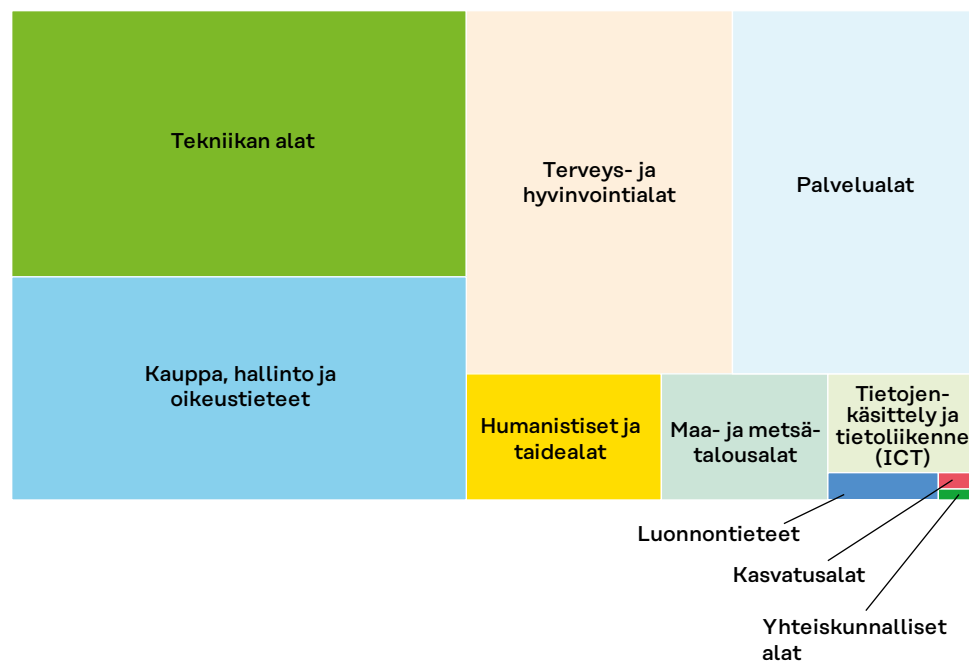 Tekniikan alat
Terveys- ja
hyvinvointialat
Palvelualat
Kauppa, hallinto ja
oikeustieteet
Humanistiset ja
taidealat
Maa- ja metsä-
talousalat
Tietojen-
käsittely ja
tietoliikenne
(ICT)
Luonnontieteet
Kasvatusalat
Yhteiskunnalliset
alat